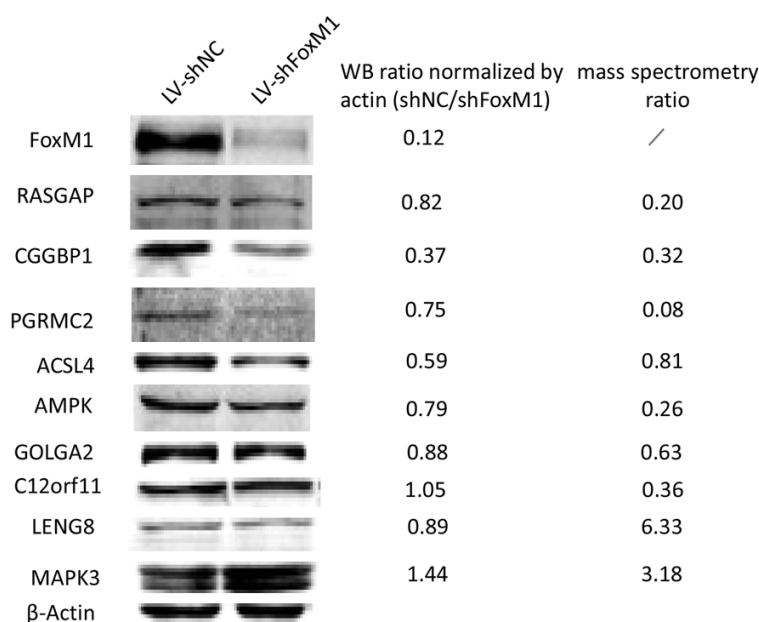 LV-shNC LV-shFoxM1
WB ratio normalized by mass spectrometry
actin (shNC/shFoxM1) ratio
FoxM1 0.12 /
RASGAP 0.82 0.20
CGGBP1 0.37 0.32
PGRMC2 0.75 0.08
ACSL4 0.59 0.81
AMPK 0.79 0.26
GOLGA2 0.88 0.63
C12orf11 1.05 0.36
LENG8 0.89 6.33
MAPK3 1.44 3.18
β-Actin